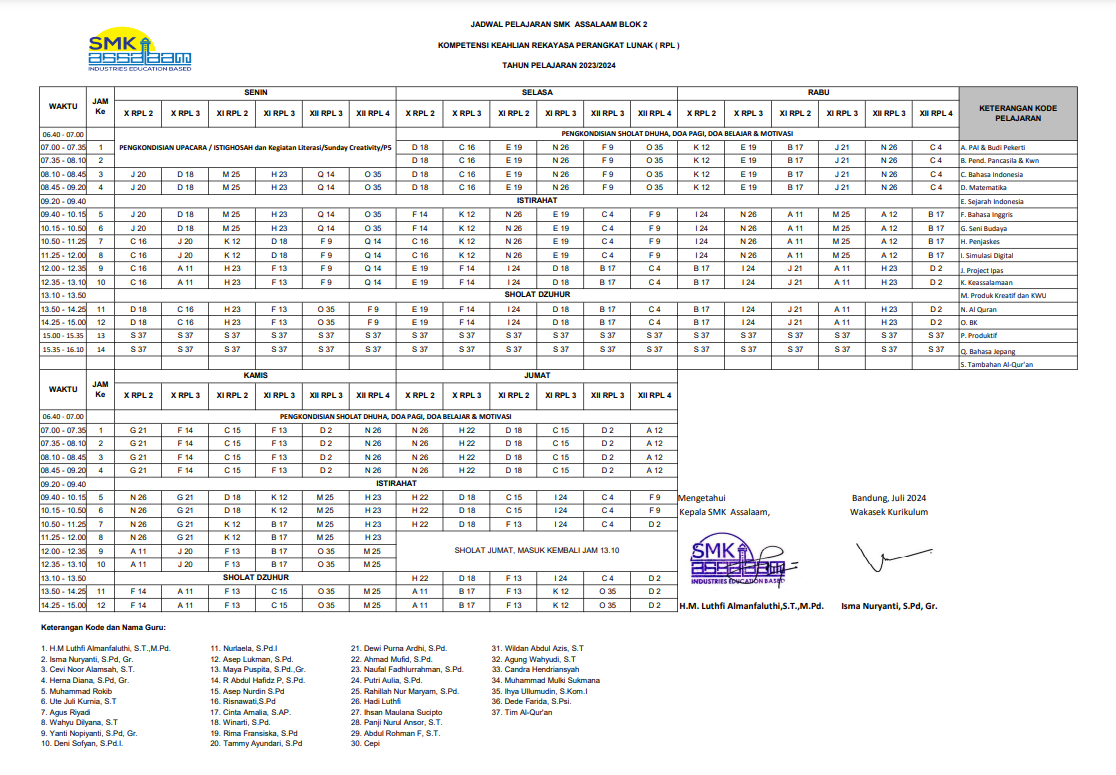 JADWAL PELAJARAN SMK ASSALAAM BLOK 2
KOMPETENSI KEAHLIAN REKAYASA PERANGKAT LUNAK ( RPL )
TAHUN PELAJARAN 2023/2024
SMK
assalaam
INDUSTRIES EDUCATION BASED
WAKTU JAM Ke SENIN SELASA RABU KETERANGAN KODE PELAJARAN
X RPL 2 X RPL 3 XI RPL 2 XI RPL 3 XII RPL 3 XII RPL 4 X RPL 2 X RPL 3 XI RPL 2 XI RPL 3 XII RPL 3 XII RPL 4 X RPL 2 X RPL 3 XI RPL 2 XI RPL 3 XII RPL 3 XII RPL 4
06.40 - 07.00 PENGKONDISIAN SHOLAT DHUHA, DOA PAGI, DOA BELAJAR & MOTIVASI
07.00 - 07.35 1 PENGKONDISIAN UPACARA / ISTIGHOSAH dan Kegiatan Literasi/Sunday Creativity/P5 D 18 C 16 E 19 N 26 F 9 O 35 K 12 E 19 B 17 J 21 N 26 C 4 A. PAI & Budi Pekerti
07.35 - 08.10 2 D 18 C 16 E 19 N 26 F 9 O 35 K 12 E 19 B 17 J 21 N 26 C 4 B. Pend. Pancasila & Kwn
08.10 - 08.45 3 J 20 D 18 M 25 H 23 Q 14 O 35 D 18 C 16 E 19 N 26 F 9 O 35 K 12 E 19 B 17 J 21 N 26 C 4 C. Bahasa Indonesia
08.45 - 09.20 4 J 20 D 18 M 25 H 23 Q 14 O 35 D 18 C 16 E 19 N 26 F 9 O 35 K 12 E 19 B 17 J 21 N 26 C 4 D. Matematika
09.20 - 09.40 ISTIRAHAT E. Sejarah Indonesia
09.40 - 10.15 5 J 20 D 18 M 25 H 23 Q 14 O 35 F 14 K 12 N 26 E 19 C 4 F 9 I 24 N 26 A 11 M 25 A 12 B 17 F. Bahasa Inggris
10.15 - 10.50 6 J 20 D 18 M 25 H 23 Q 14 O 35 F 14 K 12 N 26 E 19 C 4 F 9 I 24 N 26 A 11 M 25 A 12 B 17 G. Seni Budaya
10.50 - 11.25 7 C 16 J 20 K 12 D 18 F 9 Q 14 C 16 K 12 N 26 E 19 C 4 F 9 I 24 N 26 A 11 M 25 A 12 B 17 H. Penjaskes
11.25 - 12.00 8 C 16 J 20 K 12 D 18 F 9 Q 14 C 16 K 12 N 26 E 19 C 4 F 9 I 24 N 26 A 11 M 25 A 12 B 17 I. Simulasi Digital
12.00 - 12.35 9 C 16 A 11 H 23 F 13 F 9 Q 14 E 19 F 14 I 24 D 18 B 17 C 4 B 17 I 24 J 21 A 11 H 23 D 2 J. Project Ipas
12.35 - 13.10 10 C 16 A 11 H 23 F 13 F 9 Q 14 E 19 F 14 I 24 D 18 B 17 C 4 B 17 I 24 J 21 A 11 H 23 D 2 K. Keassalamaan
13.10 - 13.50 SHOLAT DZUHUR M. Produk Kreatif dan KWU
13.50 - 14.25 11 D 18 C 16 H 23 F 13 O 35 F 9 E 19 F 14 I 24 D 18 B 17 C 4 B 17 I 24 J 21 A 11 H 23 D 2 N. Al Quran
14.25 - 15.00 12 D 18 C 16 H 23 F 13 O 35 F 9 E 19 F 14 I 24 D 18 B 17 C 4 B 17 I 24 J 21 A 11 H 23 D 2 O. BK
15.00 - 15.35 13 S 37 S 37 S 37 S 37 S 37 S 37 S 37 S 37 S 37 S 37 S 37 S 37 S 37 S 37 S 37 S 37 S 37 S 37 P. Produktif
15.35 - 16.10 14 S 37 S 37 S 37 S 37 S 37 S 37 S 37 S 37 S 37 S 37 S 37 S 37 S 37 S 37 S 37 S 37 S 37 S 37 Q. Bahasa Jepang
S. Tambahan Al-Qur'an
WAKTU JAM Ke KAMIS JUMAT
X RPL 2 X RPL 3 XI RPL 2 XI RPL 3 XII RPL 3 XII RPL 4 X RPL 2 X RPL 3 XI RPL 2 XI RPL 3 XII RPL 3 XII RPL 4
06.40 - 07.00 PENGKONDISIAN SHOLAT DHUHA, DOA PAGI, DOA BELAJAR & MOTIVASI
07.00 - 07.35 1 G 21 F 14 C 15 F 13 D 2 N 26 N 26 H 22 D 18 C 15 D 2 A 12
07.35 - 08.10 2 G 21 F 14 C 15 F 13 D 2 N 26 N 26 H 22 D 18 C 15 D 2 A 12
08.10 - 08.45 3 G 21 F 14 C 15 F 13 D 2 N 26 N 26 H 22 D 18 C 15 D 2 A 12
08.45 - 09.20 4 G 21 F 14 C 15 F 13 D 2 N 26 N 26 H 22 D 18 C 15 D 2 A 12
09.20 - 09.40 ISTIRAHAT
09.40 - 10.15 5 N 26 G 21 D 18 K 12 M 25 H 23 H 22 D 18 C 15 I 24 C 4 F 9
10.15 - 10.50 6 N 26 G 21 D 18 K 12 M 25 H 23 H 22 D 18 C 15 I 24 C 4 F 9
10.50 - 11.25 7 N 26 G 21 K 12 B 17 M 25 H 23 H 22 D 18 F 13 I 24 C 4 D 2
11.25 - 12.00 8 N 26 G 21 K 12 B 17 M 25 H 23
12.00 - 12.35 9 A 11 J 20 F 13 B 17 O 35 M 25 SHOLAT JUMAT, MASUK KEMBALI JAM 13.10
12.35 - 13.10 10 A 11 J 20 F 13 B 17 O 35 M 25
13.10 - 13.50 SHOLAT DZUHUR H 22 D 18 F 13 I 24 C 4 D 2
13.50 - 14.25 11 F 14 A 11 F 13 C 15 O 35 M 25 A 11 B 17 F 13 K 12 O 35 D 2
14.25 - 15.00 12 F 14 A 11 F 13 C 15 O 35 M 25 A 11 B 17 F 13 K 12 O 35 D 2
Mengetahui Bandung, Juli 2024
Kepala SMK Assalaam, Wakasek Kurikulum
SMK
assalaam
INDUSTRIES EDUCATION BASED
H.M. Luthfi Almanfaluthi,S.T.,M.Pd. Isma Nuryanti, S.Pd, Gr.
Keterangan Kode dan Nama Guru:
1. H.M Luthfi Almanfaluthi, S.T.,M.Pd.
2. Isma Nuryanti, S.Pd, Gr.
3. Cevi Noor Alamsah, S.T.
4. Herna Diana, S.Pd, Gr.
5. Muhammad Rokib
6. Ute Juli Kurnia, S.T
7. Agus Riyadi
8. Wahyu Dilyana, S.T
9. Yanti Nopiyanti, S.Pd, Gr.
10. Deni Sofyan, S.Pd.I.
11. Nurlaela, S.Pd.I
12. Asep Lukman, S.Pd.
13. Maya Puspita, S.Pd.,Gr.
14. R Abdul Hafidz P, S.Pd.
15. Asep Nurdin S.Pd
16. Risnawati,S.Pd
17. Cinta Amalia, S.AP.
18. Winarti, S.Pd.
19. Rima Fransiska, S.Pd
20. Tammy Ayundari, S.Pd
21. Dewi Purna Ardhi, S.Pd.
22. Ahmad Mufid, S.Pd.
23. Naufal Fadhlurrahman, S.Pd.
24. Putri Aulia, S.Pd.
25. Rahillah Nur Maryam, S.Pd.
26. Hadi Luthfi
27. Ihsan Maulana Sucipto
28. Panji Nurul Ansor, S.T.
29. Abdul Rohman F, S.T.
30. Cepi
31. Wildan Abdul Azis, S.T
32. Agung Wahyudi, S.T
33. Candra Hendriansyah
34. Muhammad Mulki Sukmana
35. Ihya Ullumudin, S.Kom.I
36. Dede Farida, S.Psi.
37. Tim Al-Qur'an